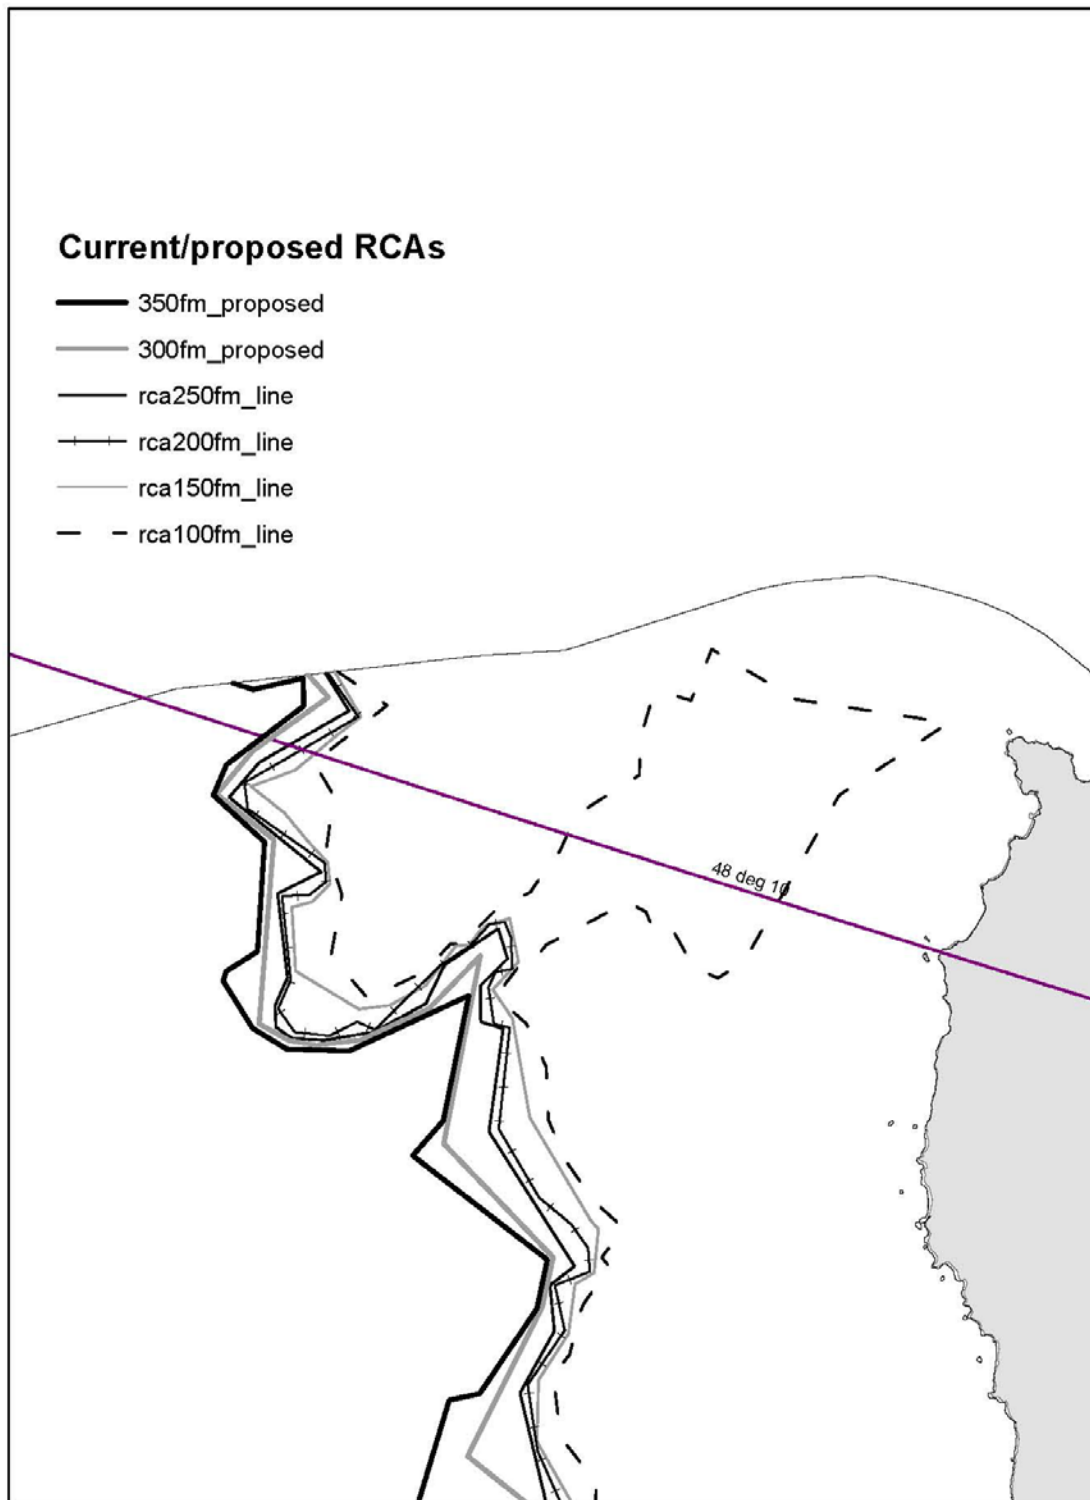 Current/proposed RCAs
350fm_proposed
300fm_proposed
rca250fm_line
rca200fm_line
rca150fm_line
rca100fm_line
48 deg 10